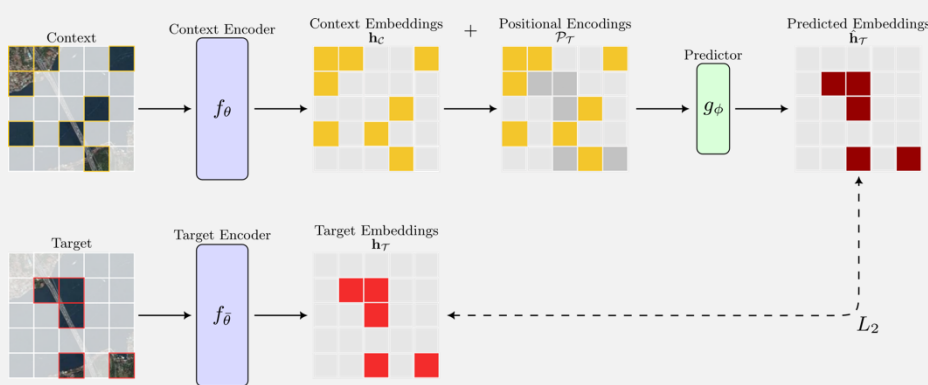 Context
Context Encoder
f_θ
Context Embeddings
h_C
+
Positional Encodings
P_T
Predictor
g_ϕ
Predicted Embeddings
ĥ_T
Target
Target Encoder
f_θ̄
Target Embeddings
h_T
L_2